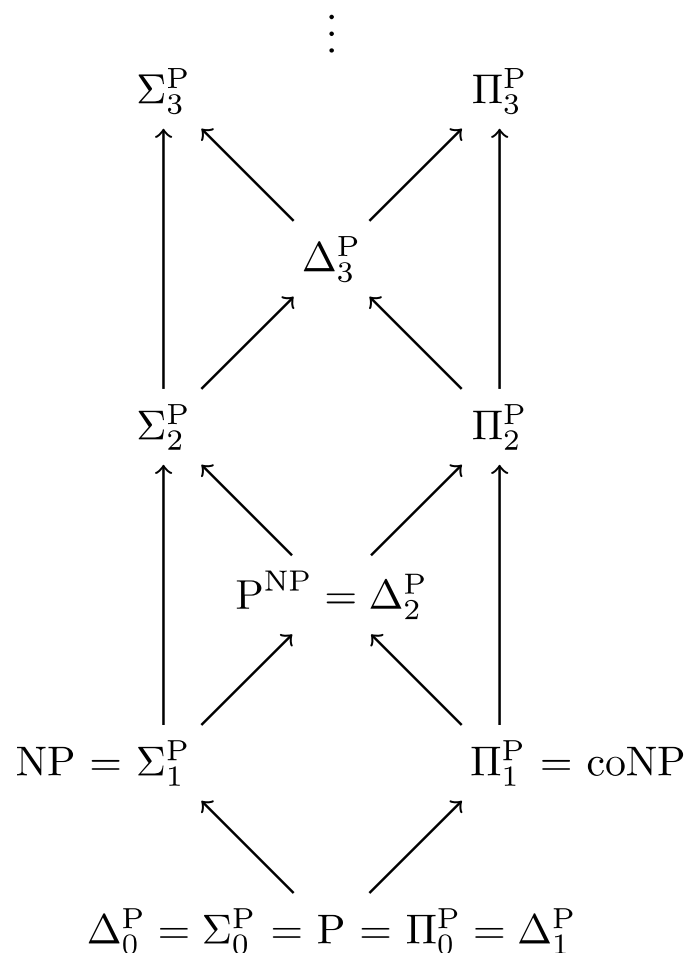 ⋮
Σ₃ᴾ Π₃ᴾ
Δ₃ᴾ
Σ₂ᴾ Π₂ᴾ
Pᴺᴾ = Δ₂ᴾ
NP = Σ₁ᴾ Π₁ᴾ = coNP
Δ₀ᴾ = Σ₀ᴾ = P = Π₀ᴾ = Δ₁ᴾ